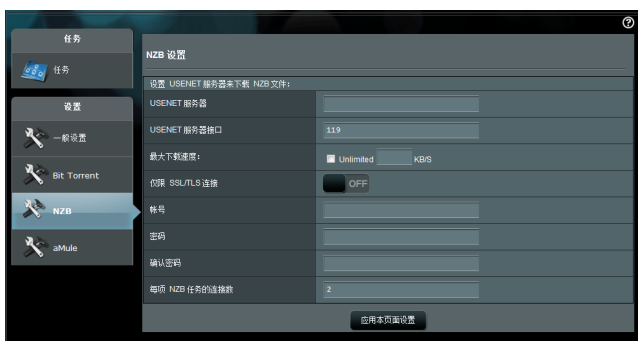 任务
任务
设置
一般设置
Bit Torrent
NZB
aMule
NZB 设置
设置 USENET 服务器来下载 NZB 文件：
USENET 服务器
USENET 服务器接口 119
最大下载速度： Unlimited KB/S
仅限 SSL/TLS 连接 OFF
帐号
密码
确认密码
每项 NZB 任务的连接数 2
应用本页面设置